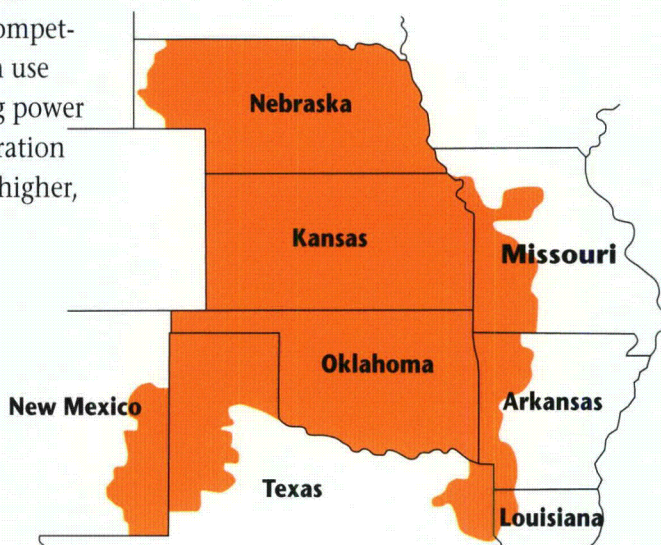 ompet-
use
power
ration
higher,
Nebraska
Kansas
Missouri
Oklahoma
New Mexico
Arkansas
Texas
Louisiana